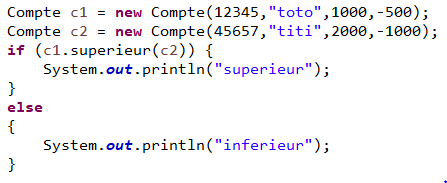 Compte c1 = new Compte(12345,"toto",1000,-500);
Compte c2 = new Compte(45657,"titi",2000,-1000);
if (c1.superieur(c2)) {
    System.out.println("superieur");
}
else
{
    System.out.println("inferieur");
}
.